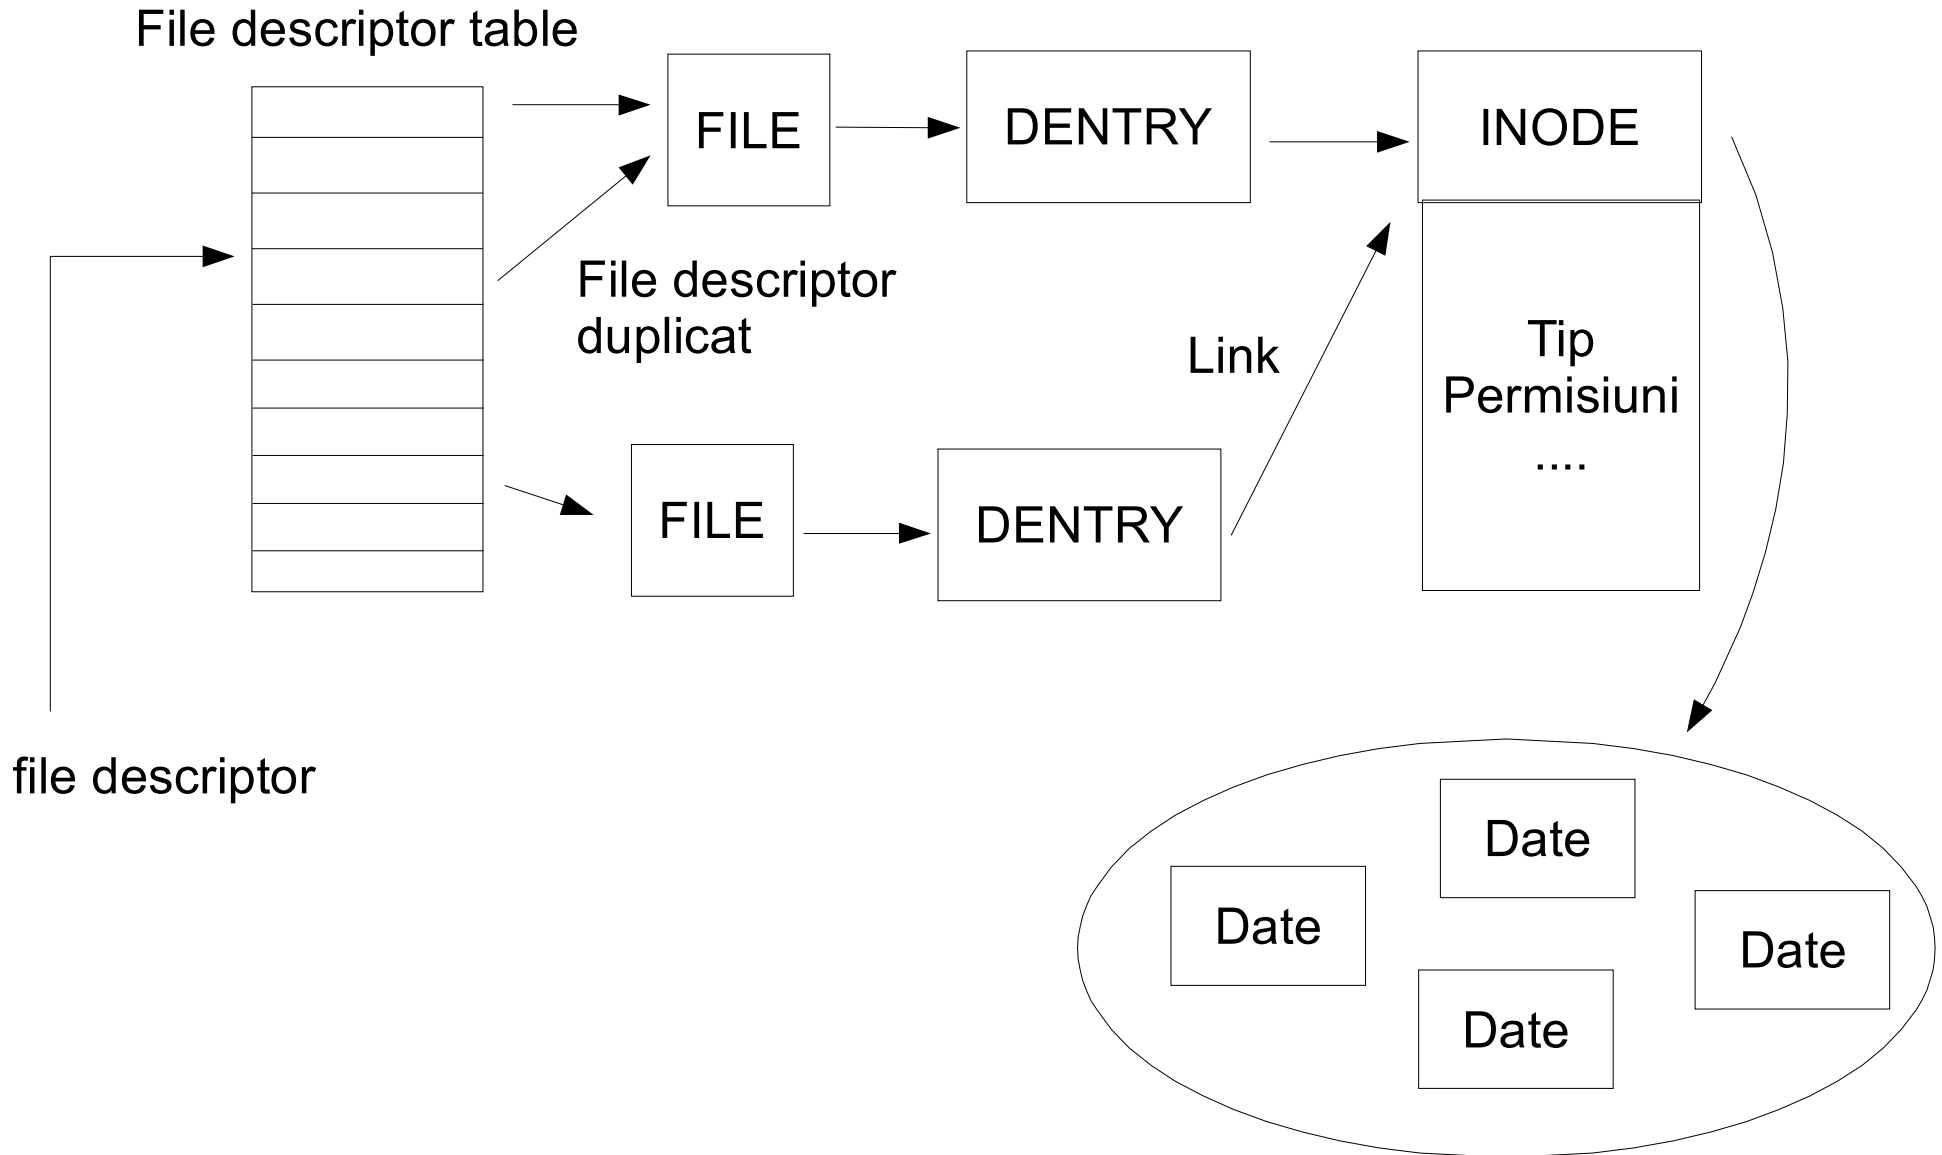 File descriptor table
FILE
DENTRY
INODE
File descriptor
duplicat
Link
Tip
Permisiuni
....
FILE
DENTRY
file descriptor
Date
Date
Date
Date